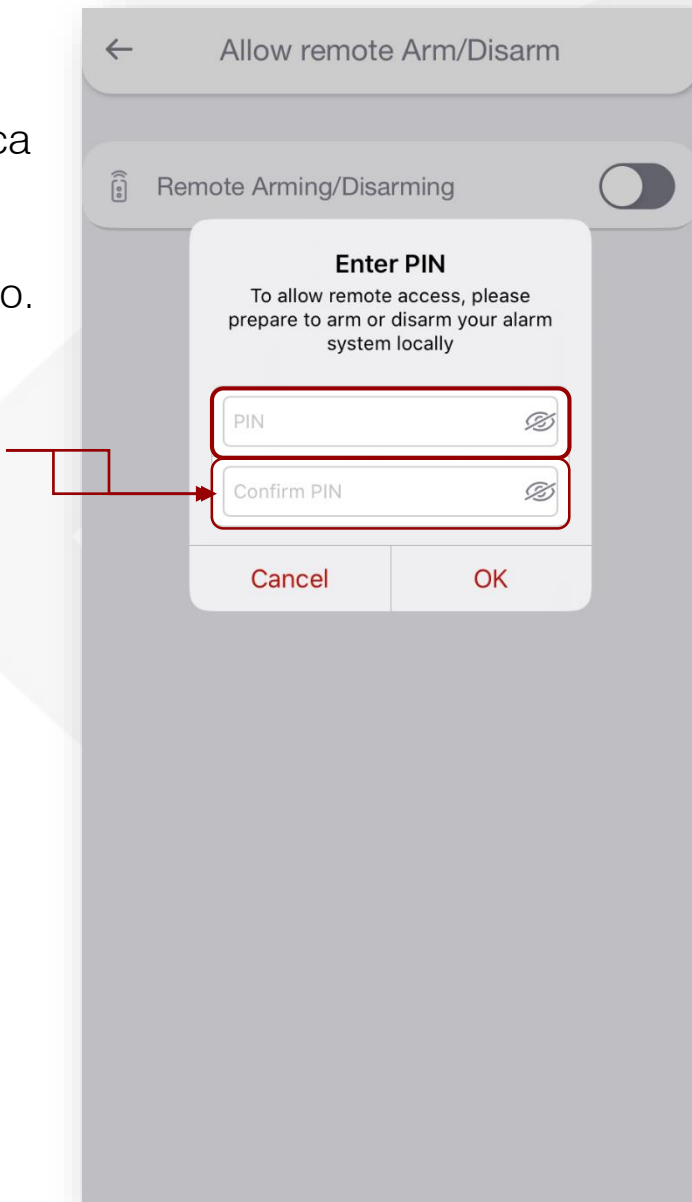 Allow remote Arm/Disarm
Remote Arming/Disarming
Enter PIN
To allow remote access, please
prepare to arm or disarm your alarm
system locally
PIN
Confirm PIN
Cancel OK